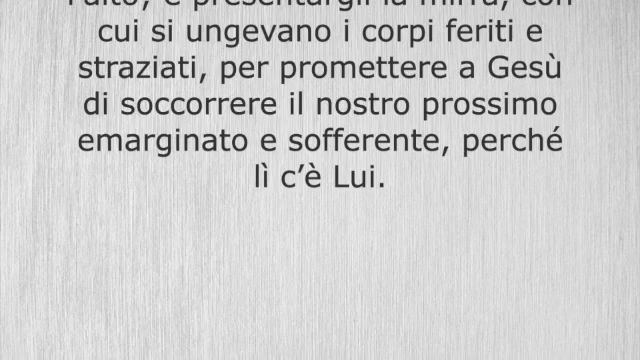 l'alto; e presentargli la mirra, con
cui si ungevano i corpi feriti e
straziati, per promettere a Gesù
di soccorrere il nostro prossimo
emarginato e sofferente, perché
lì c'è Lui.